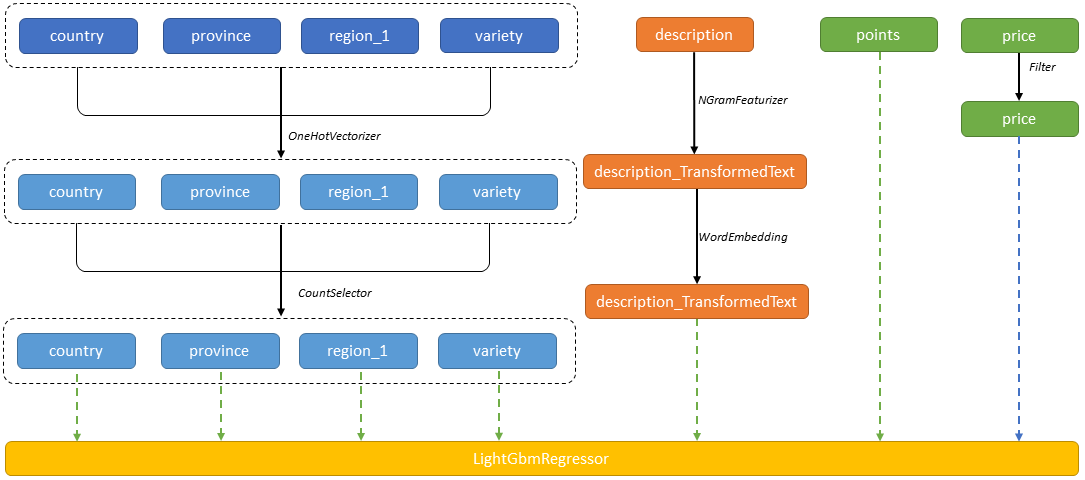 country
province
region_1
variety
description
points
price
Filter
NGramFeaturizer
price
OneHotVectorizer
description_TransformedText
country
province
region_1
variety
WordEmbedding
CountSelector
description_TransformedText
country
province
region_1
variety
LightGbmRegressor